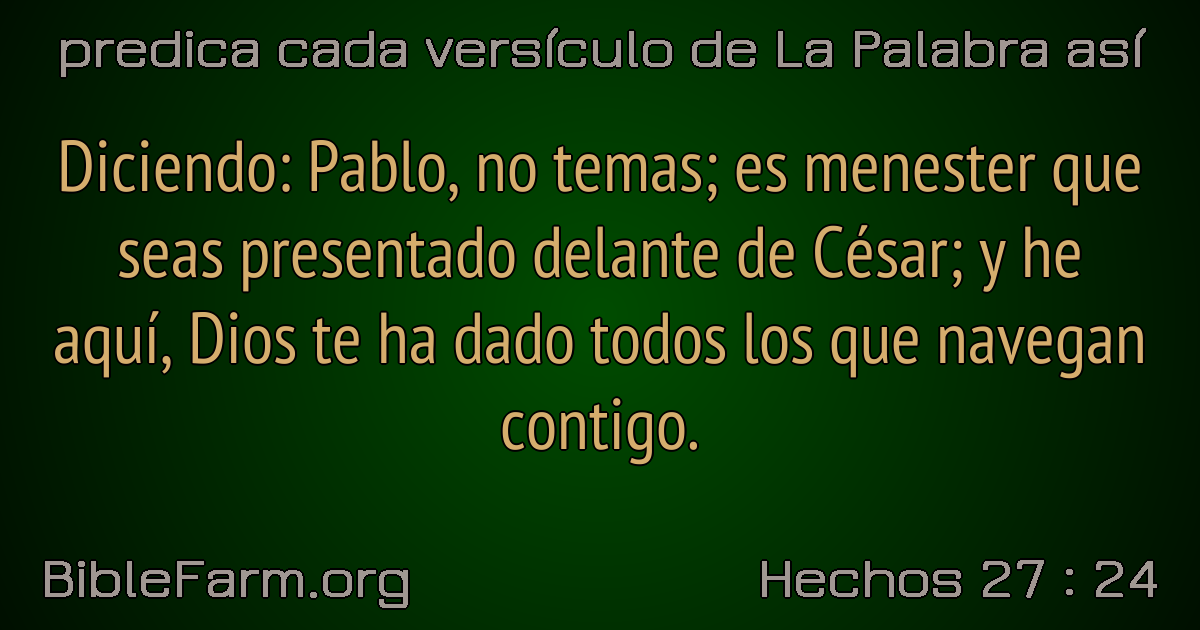 predica cada versículo de La Palabra así
Diciendo: Pablo, no temas; es menester que
seas presentado delante de César; y he
aquí, Dios te ha dado todos los que navegan
contigo.
BibleFarm.org
Hechos 27 : 24